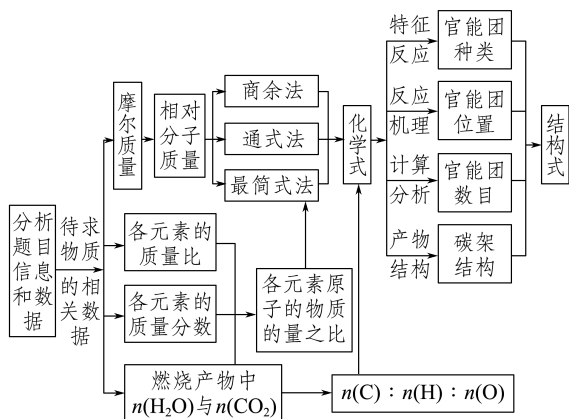 分析
题目
信息
和数
据
待求
物质
的相
关数
据
摩
尔
质
量
相对
分子
质量
商余法
通式法
最简式法
各元素的
质量比
各元素的
质量分数
燃烧产物中
n(H₂O)与n(CO₂)
各元素原
子的物质
的量之比
n(C)∶n(H)∶n(O)
化
学
式
特征
反应
官能团
种类
反应
机理
官能团
位置
计算
分析
官能团
数目
产物
结构
碳架
结构
结
构
式